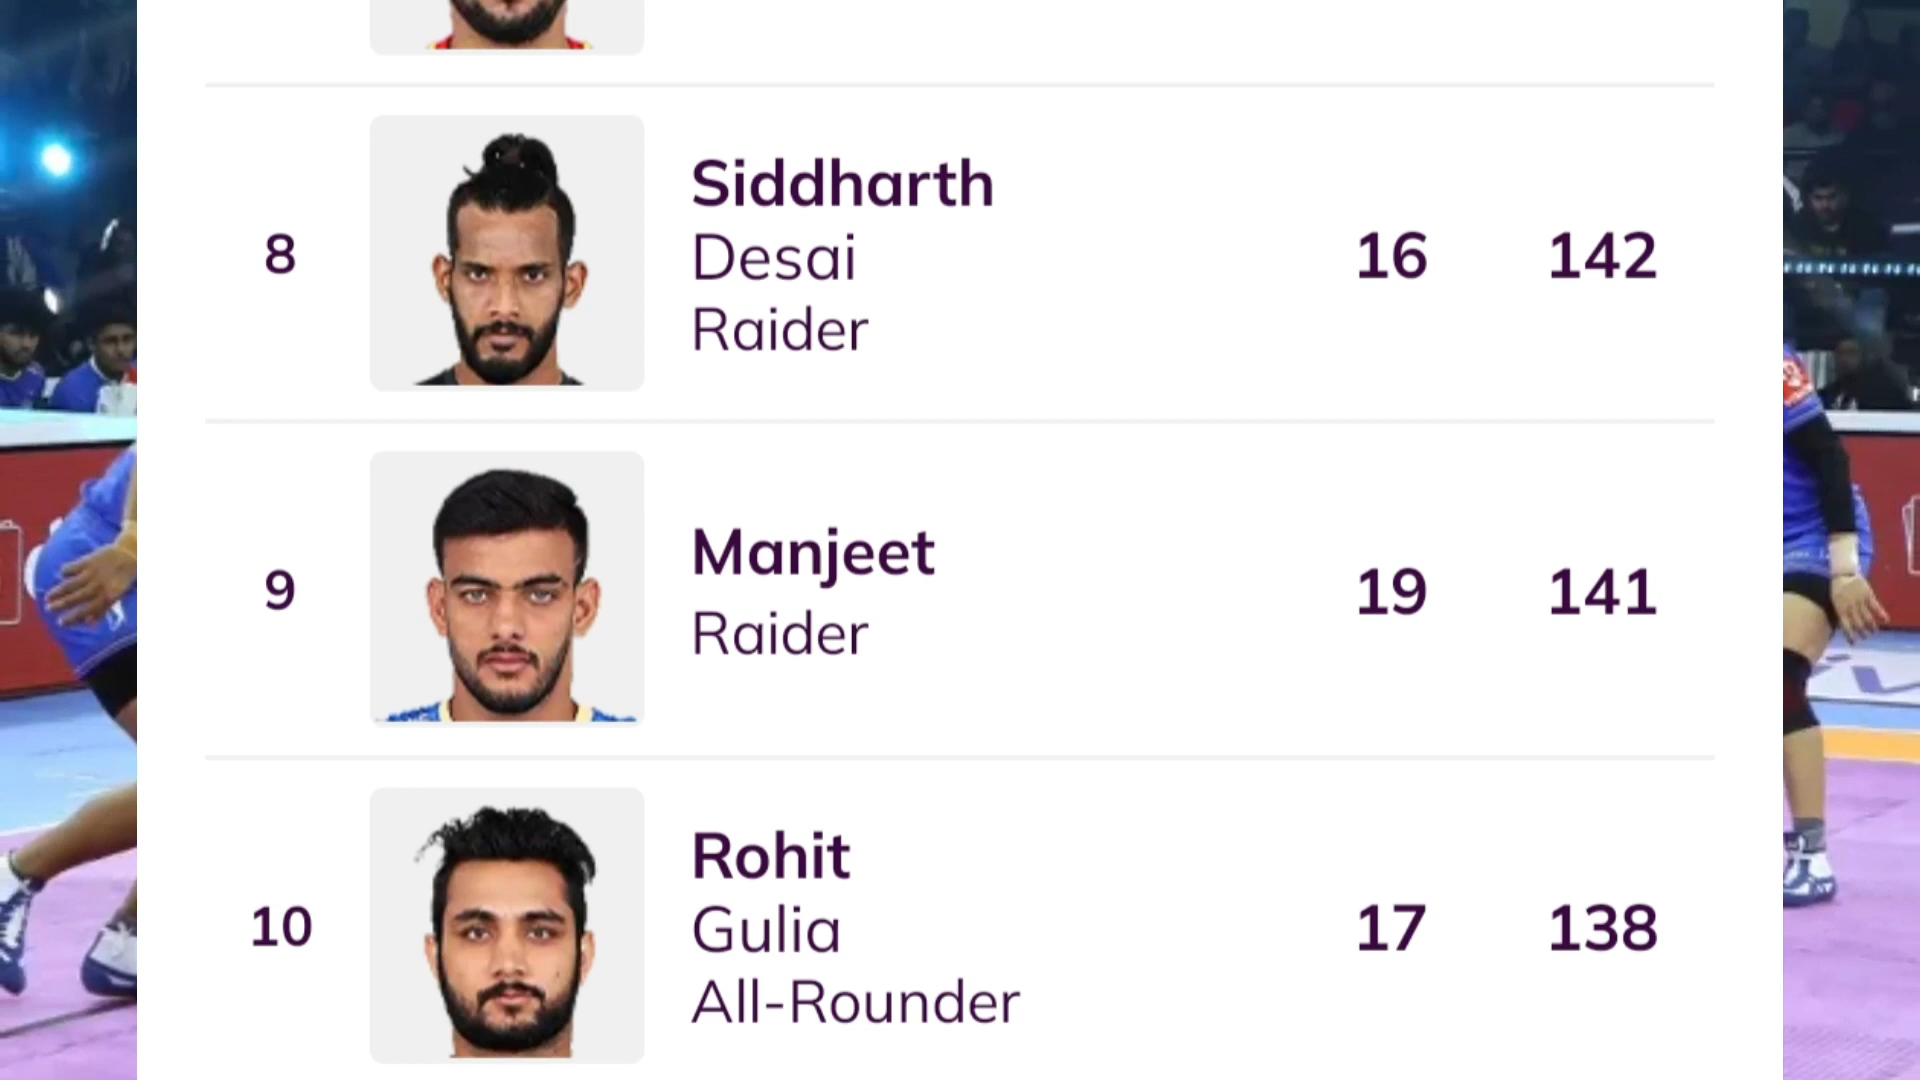 8
Siddharth
Desai
Raider
16
142
9
Manjeet
Raider
19
141
10
Rohit
Gulia
All-Rounder
17
138